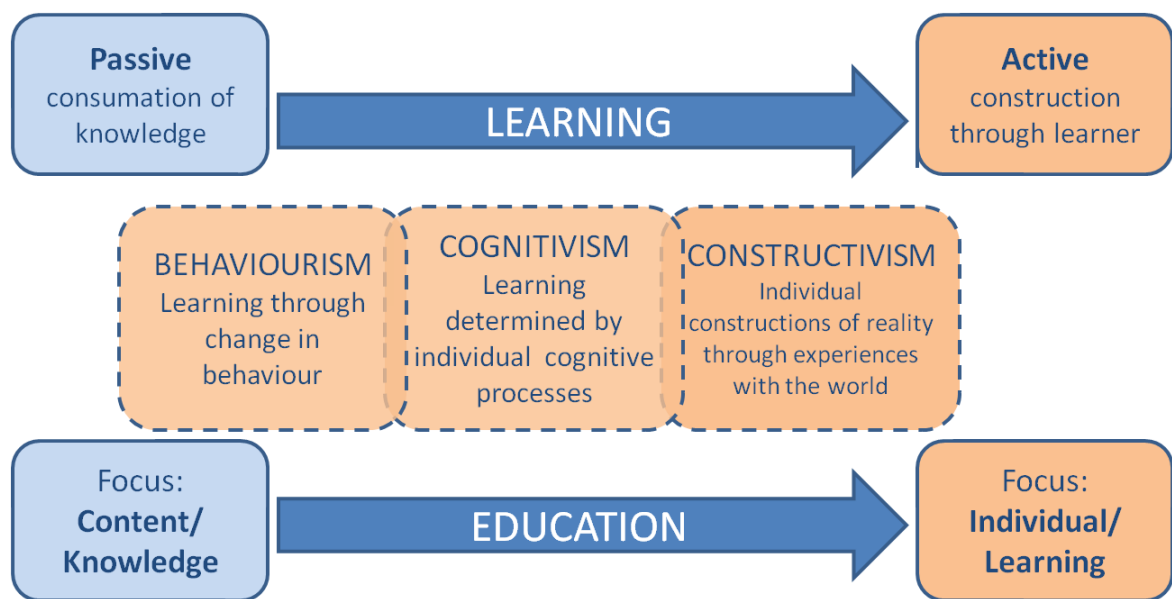 Passive
consumation of
knowledge
LEARNING
Active
construction
through learner
BEHAVIOURISM
Learning through
change in
behaviour
COGNITIVISM
Learning
determined by
individual cognitive
processes
CONSTRUCTIVISM
Individual
constructions of reality
through experiences
with the world
Focus:
Content/
Knowledge
EDUCATION
Focus:
Individual/
Learning